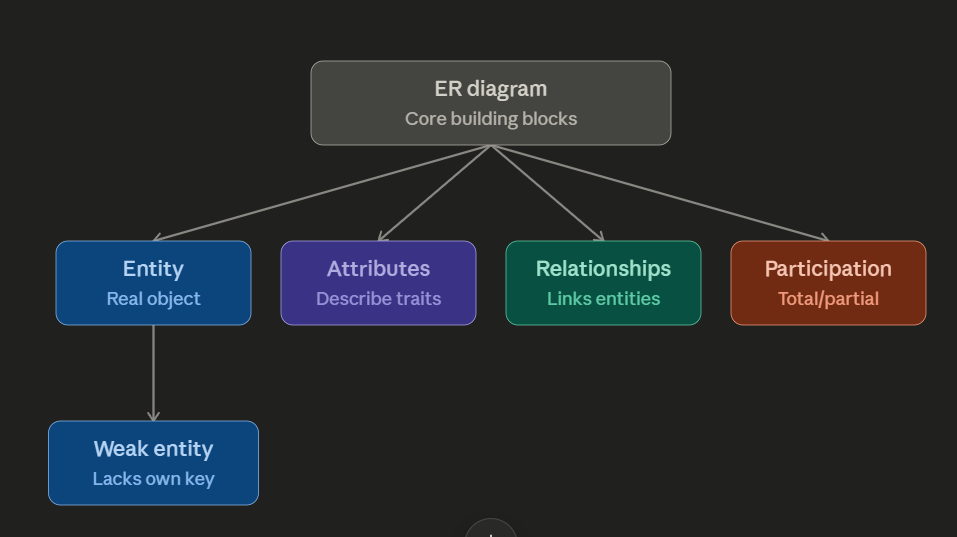 ER diagram
Core building blocks
Entity
Real object
Attributes
Describe traits
Relationships
Links entities
Participation
Total/partial
Weak entity
Lacks own key